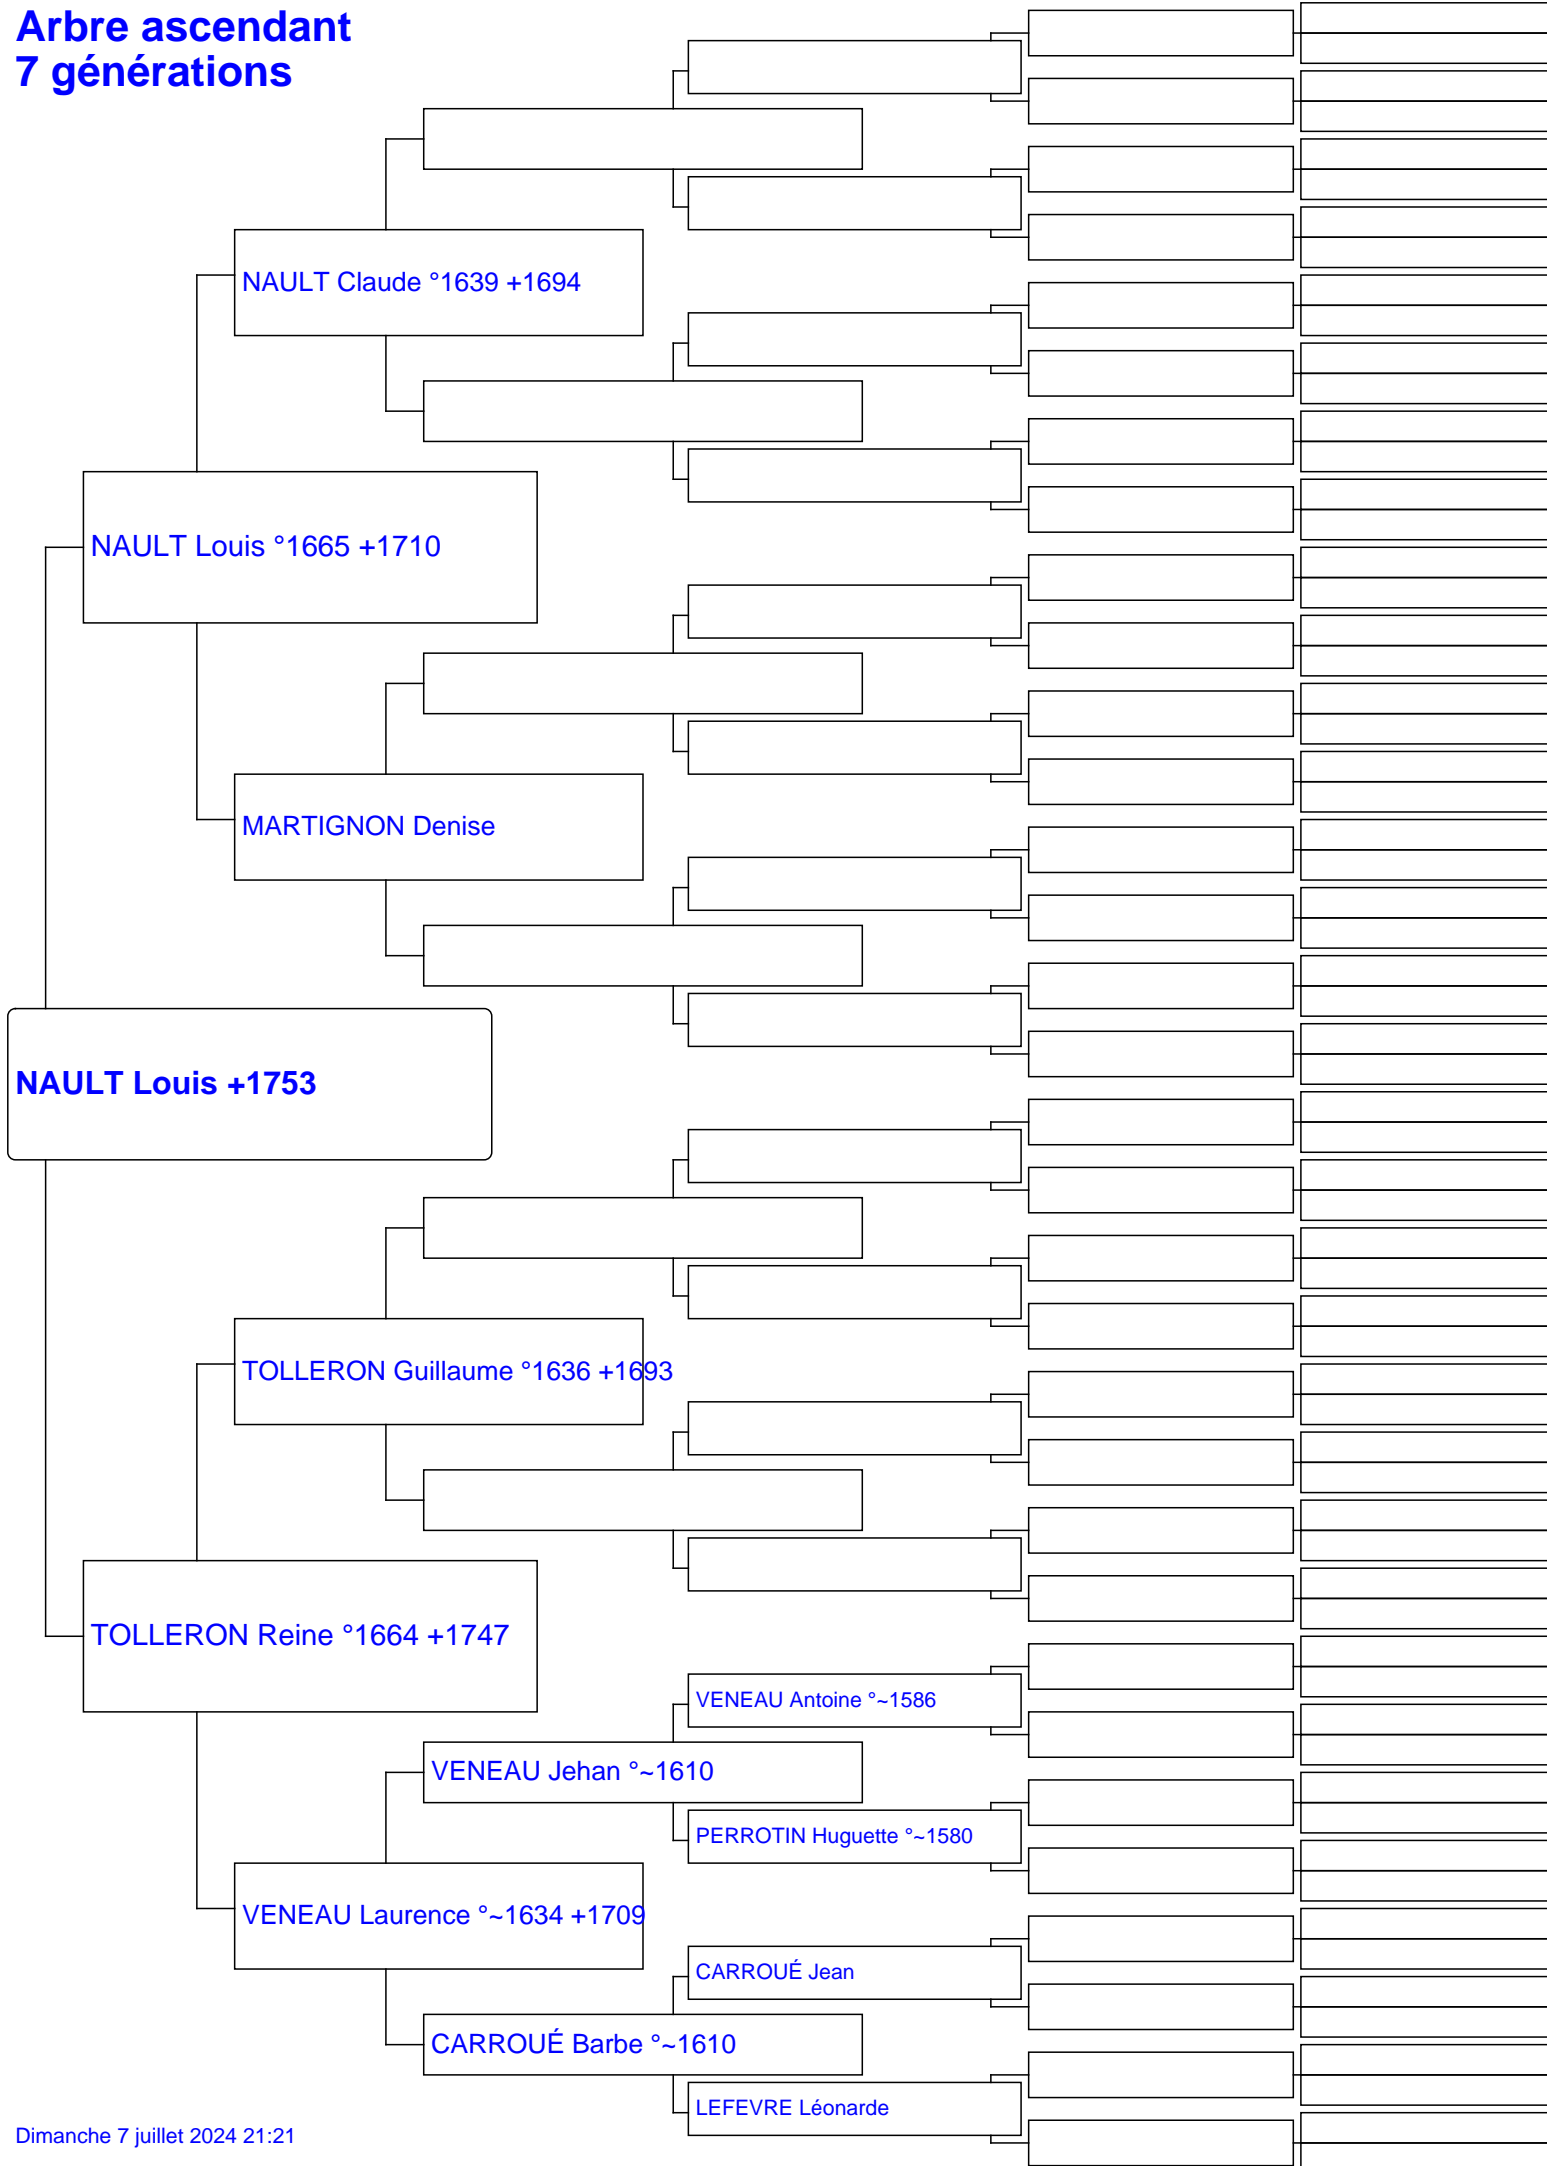 Arbre ascendant
7 générations
NAULT Claude °1639 +1694
NAULT Louis °1665 +1710
MARTIGNON Denise
NAULT Louis +1753
TOLLERON Guillaume °1636 +1693
TOLLERON Reine °1664 +1747
VENEAU Antoine °~1586
VENEAU Jehan °~1610
PERROTIN Huguette °~1580
VENEAU Laurence °~1634 +1709
CARROUÉ Jean
CARROUÉ Barbe °~1610
LEFEVRE Léonarde
Dimanche 7 juillet 2024 21:21